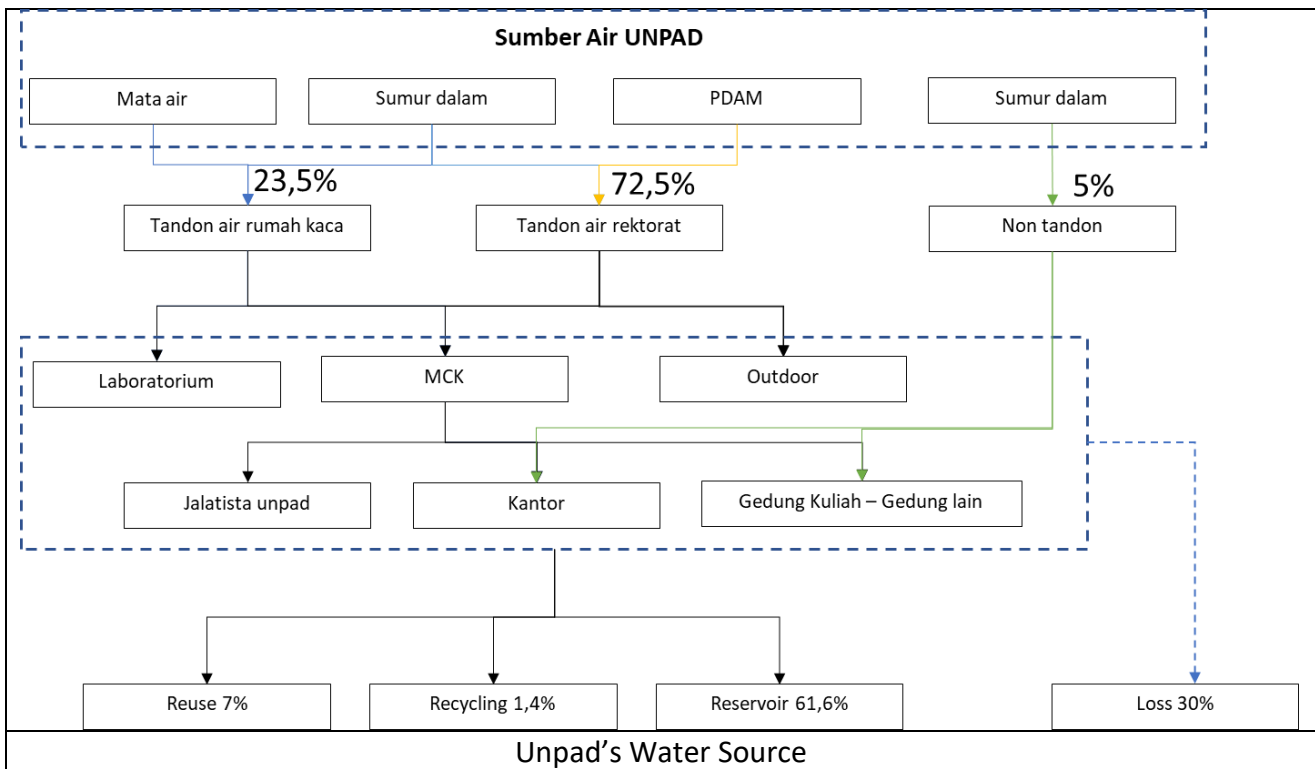 Sumber Air UNPAD
Mata air
Sumur dalam
PDAM
Sumur dalam
23,5%
72,5%
5%
Tandon air rumah kaca
Tandon air rektorat
Non tandon
Laboratorium
MCK
Outdoor
Jalatista unpad
Kantor
Gedung Kuliah – Gedung lain
Reuse 7%
Recycling 1,4%
Reservoir 61,6%
Loss 30%
Unpad's Water Source